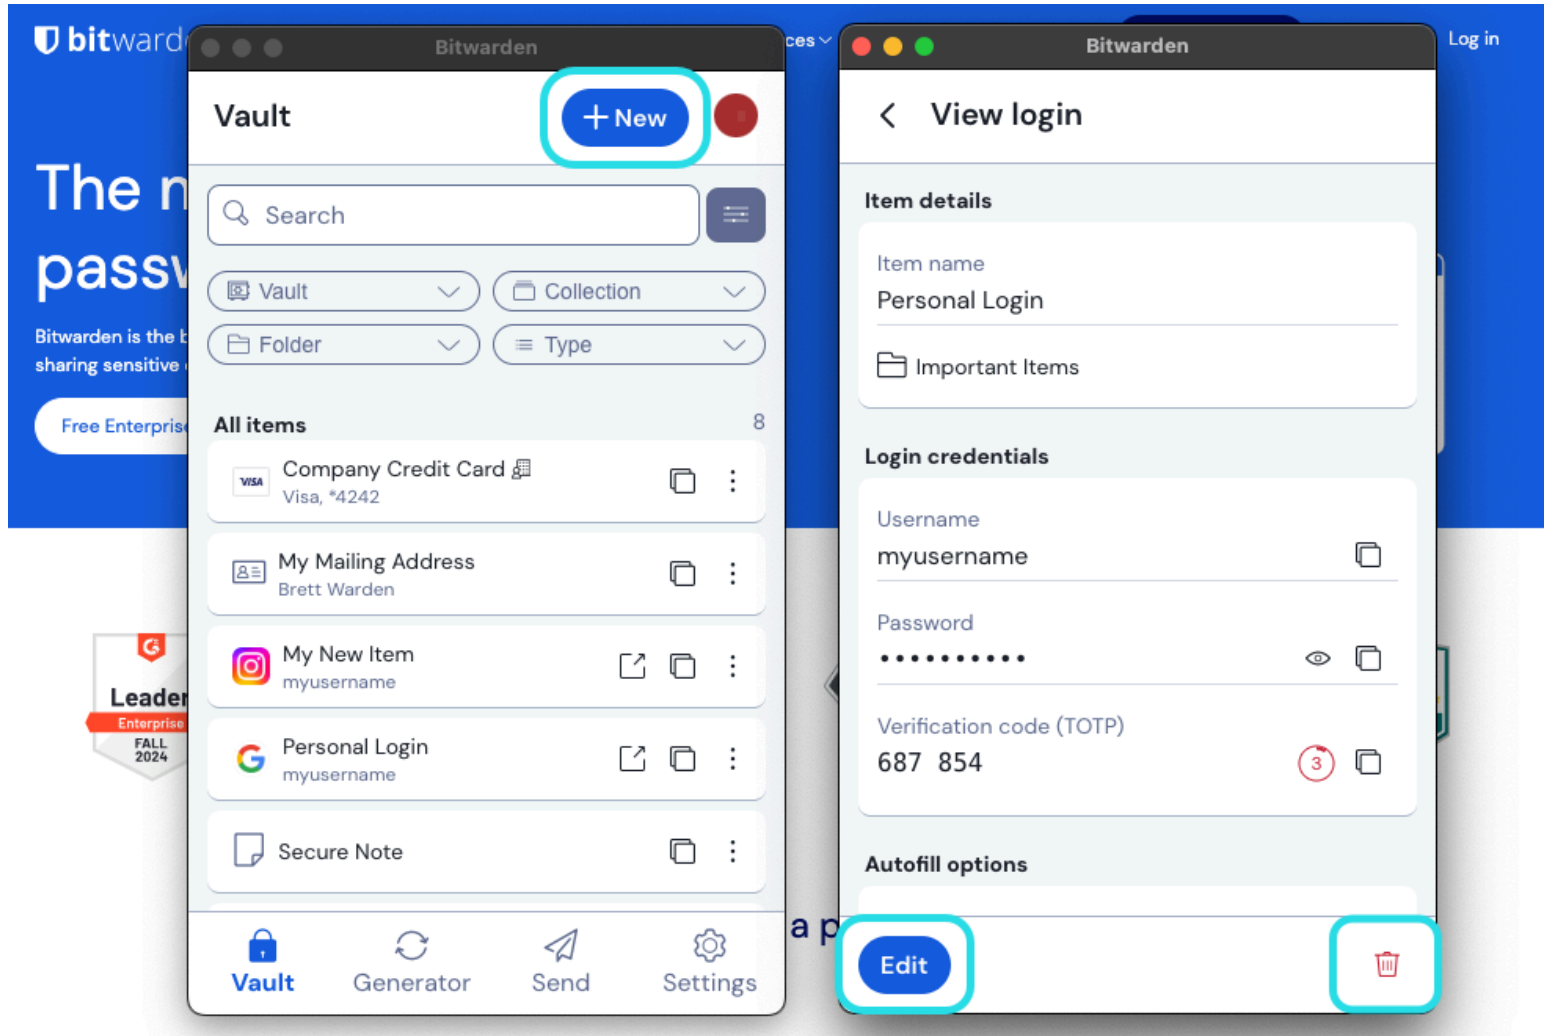 bitward
ces
Log in
The m
passw
Bitwarden is the b
sharing sensitive
Free Enterprise
Leader
Enterprise
FALL
2024
a p
Bitwarden
Vault
New
Search
Vault
Collection
Folder
Type
All items
8
VISA
Company Credit Card
Visa, *4242
My Mailing Address
Brett Warden
My New Item
myusername
Personal Login
myusername
Secure Note
Vault
Generator
Send
Settings
Bitwarden
View login
Item details
Item name
Personal Login
Important Items
Login credentials
Username
myusername
Password
••••••••••
Verification code (TOTP)
687 854
3
Autofill options
Edit